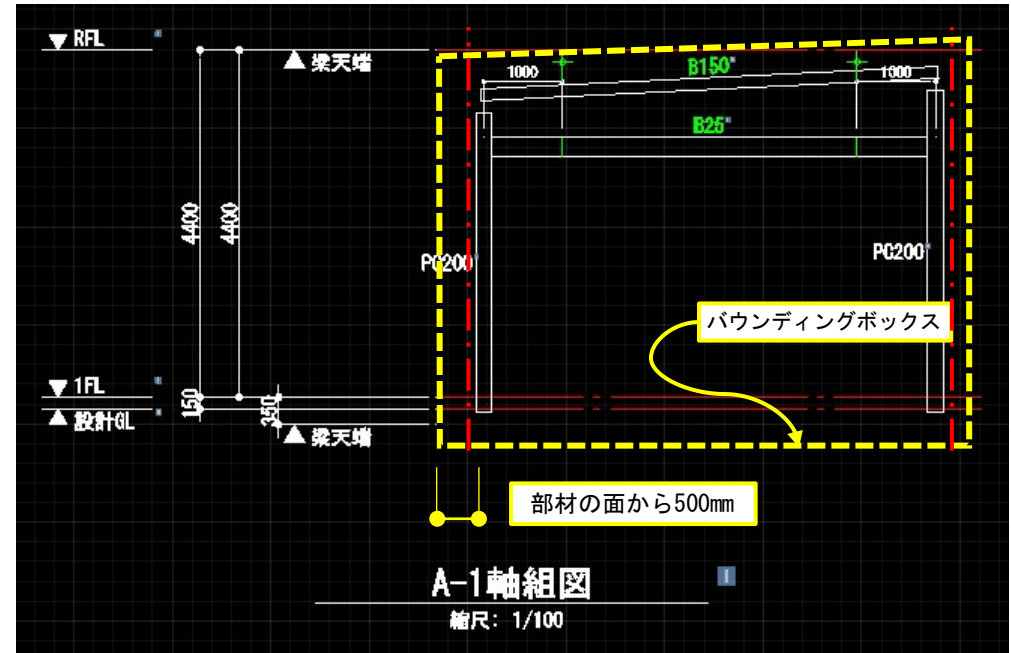 ▼ RFL
▲ 梁天端
1000
B150
1000
B25
4400
4400
PC200
PC200
バウンディングボックス
▼ 1FL
150
350
▲ 設計GL
▲ 梁天端
部材の面から500mm
A-1軸組図
縮尺: 1/100